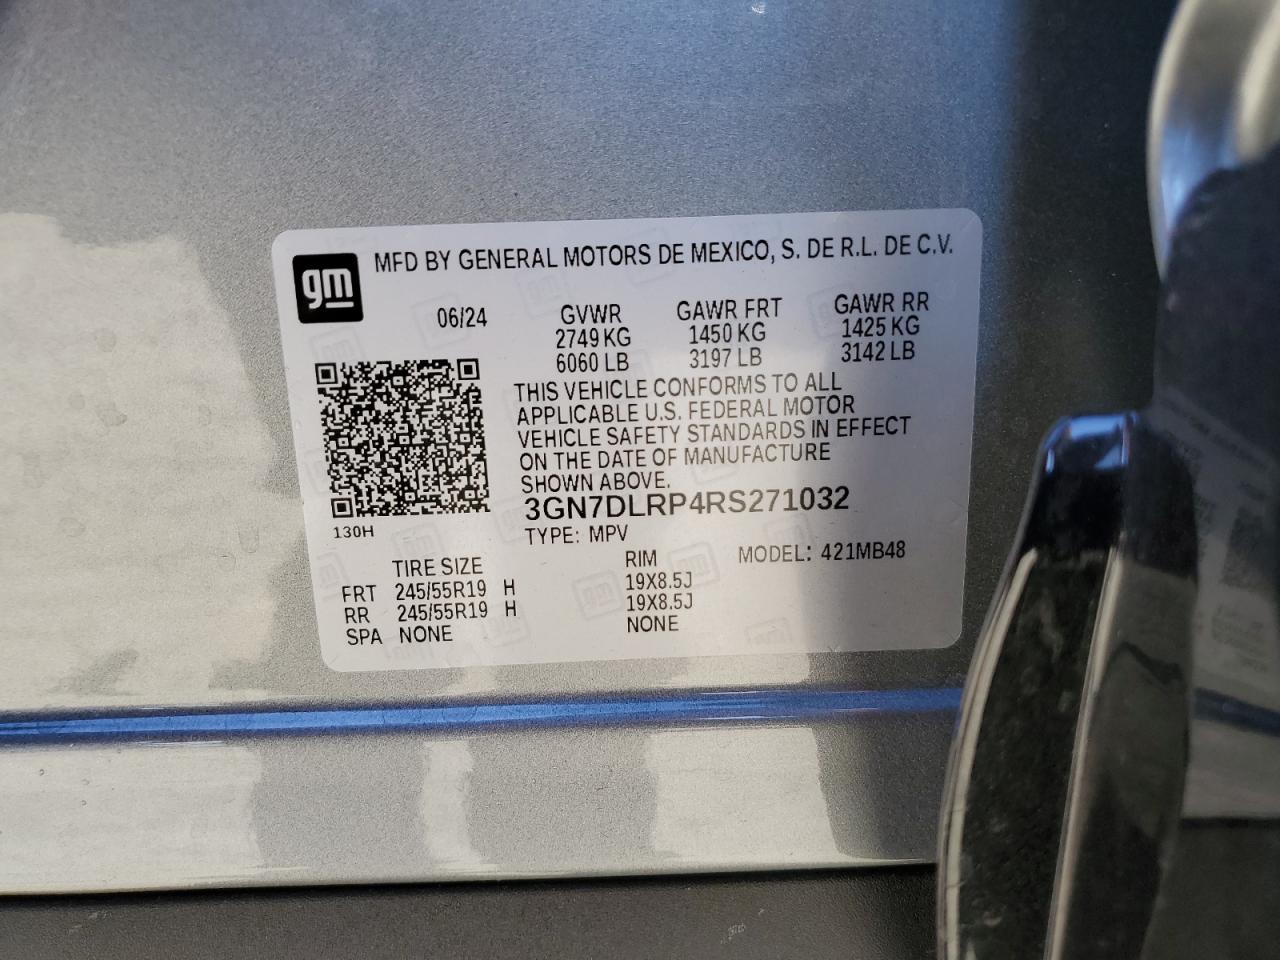 gm
MFD BY GENERAL MOTORS DE MEXICO, S. DE R.L. DE C.V.
06/24 GVWR GAWR FRT GAWR RR
2749 KG 1450 KG 1425 KG
6060 LB 3197 LB 3142 LB
THIS VEHICLE CONFORMS TO ALL
APPLICABLE U.S. FEDERAL MOTOR
VEHICLE SAFETY STANDARDS IN EFFECT
ON THE DATE OF MANUFACTURE
SHOWN ABOVE.
3GN7DLRP4RS271032
130H
TYPE: MPV
MODEL: 421MB48
TIRE SIZE RIM
FRT 245/55R19 H 19X8.5J
RR 245/55R19 H 19X8.5J
SPA NONE NONE